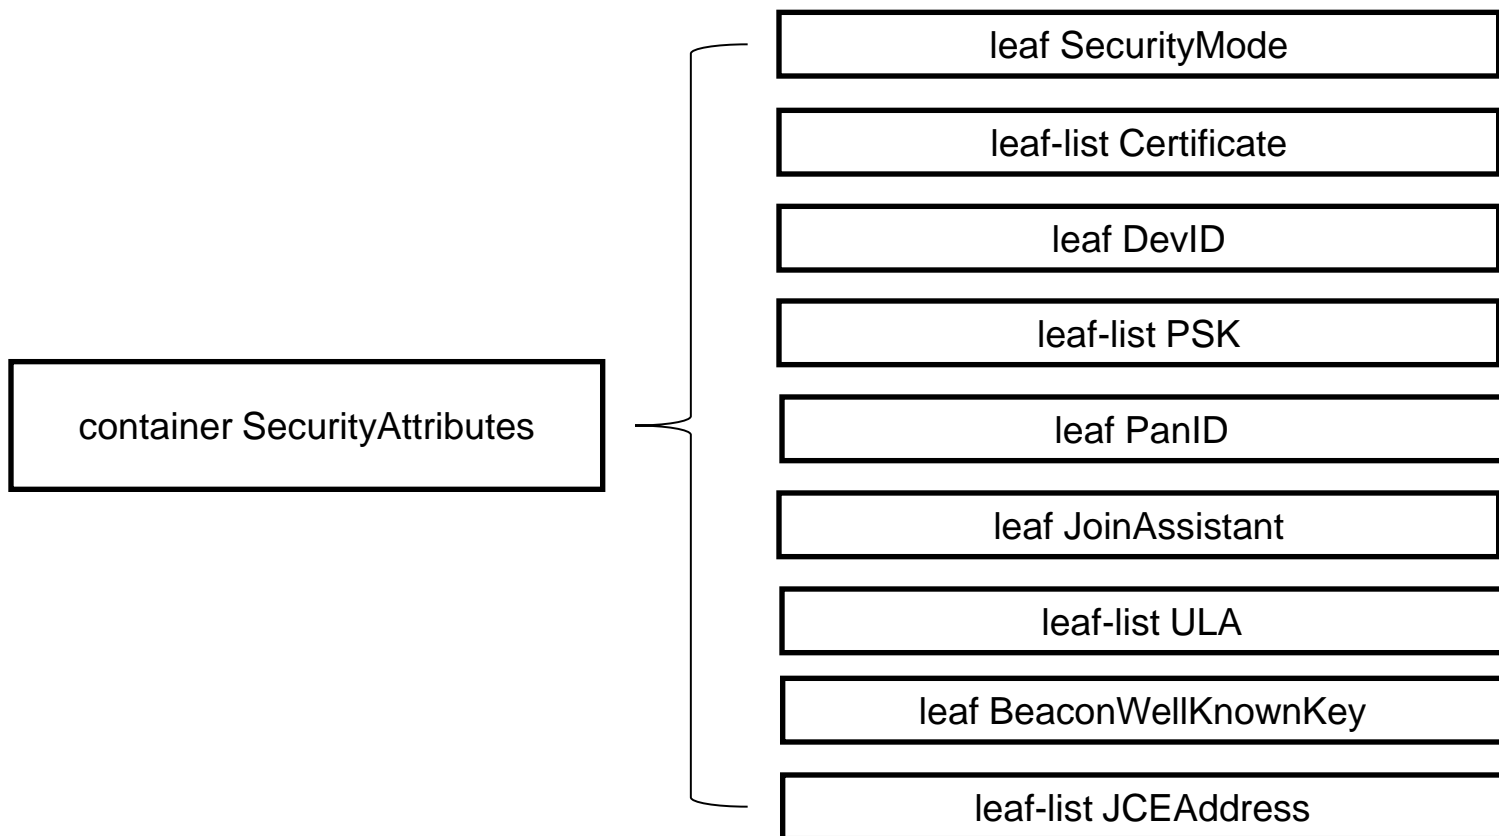 leaf SecurityMode
leaf-list Certificate
leaf DevID
leaf-list PSK
container SecurityAttributes
leaf PanID
leaf JoinAssistant
leaf-list ULA
leaf BeaconWellKnownKey
leaf-list JCEAddress